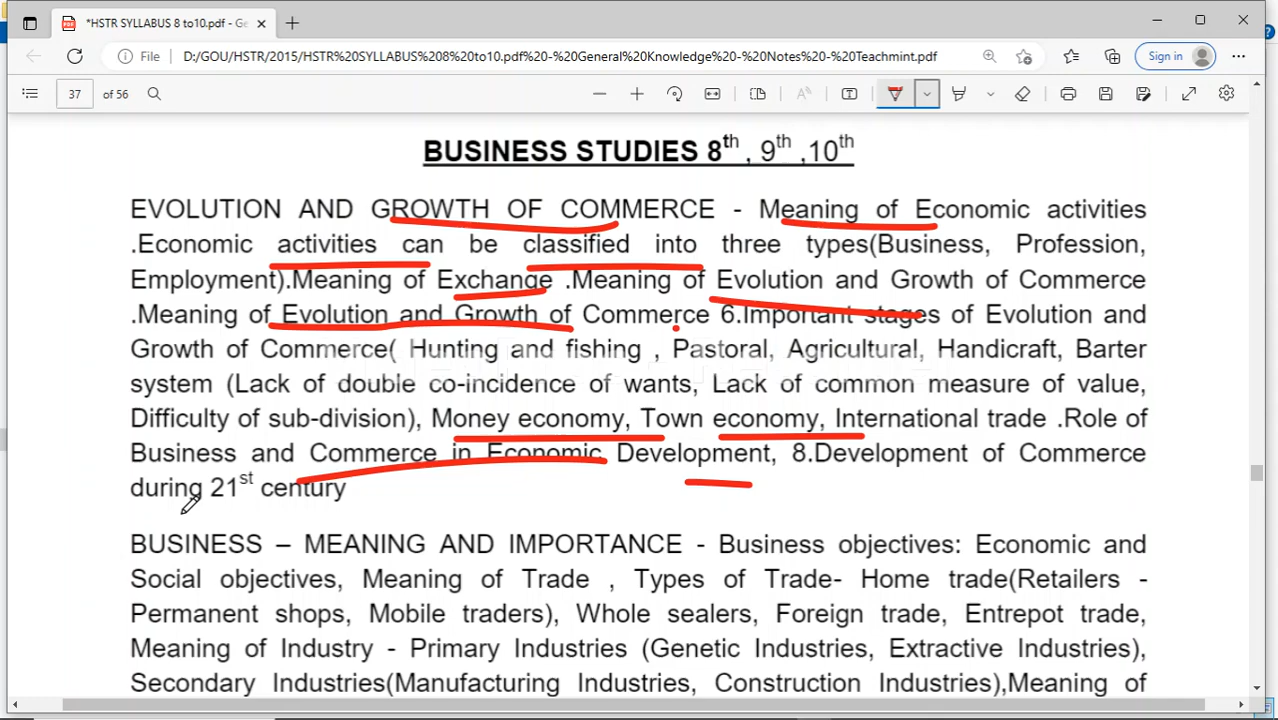 *HSTR SYLLABUS 8 to10.pdf - Ge
File D:/GOU/HSTR/2015/HSTR%20SYLLABUS%208%20to10.pdf%20-%20General%20Knowledge%20-%20Notes%20-%20Teachmint.pdf Sign in
37 of 56
BUSINESS STUDIES 8th , 9th ,10th
EVOLUTION AND GROWTH OF COMMERCE - Meaning of Economic activities
.Economic activities can be classified into three types(Business, Profession,
Employment).Meaning of Exchange .Meaning of Evolution and Growth of Commerce
.Meaning of Evolution and Growth of Commerce 6.Important stages of Evolution and
Growth of Commerce( Hunting and fishing , Pastoral, Agricultural, Handicraft, Barter
system (Lack of double co-incidence of wants, Lack of common measure of value,
Difficulty of sub-division), Money economy, Town economy, International trade .Role of
Business and Commerce in Economic Development, 8.Development of Commerce
during 21st century
BUSINESS – MEANING AND IMPORTANCE - Business objectives: Economic and
Social objectives, Meaning of Trade , Types of Trade- Home trade(Retailers -
Permanent shops, Mobile traders), Whole sealers, Foreign trade, Entrepot trade,
Meaning of Industry - Primary Industries (Genetic Industries, Extractive Industries),
Secondary Industries(Manufacturing Industries, Construction Industries),Meaning of